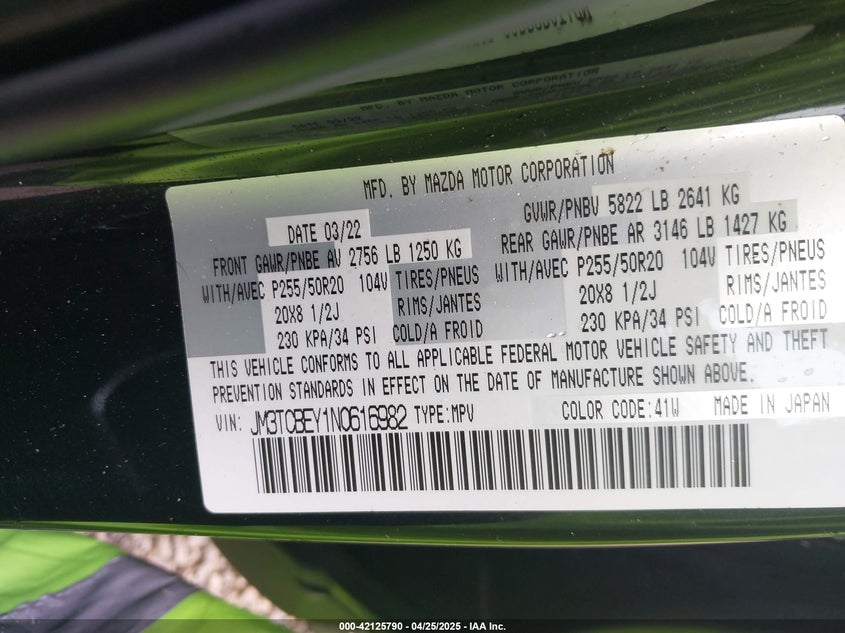 MFD. BY MAZDA MOTOR CORPORATION
MFD. BY MAZDA MOTOR CORPORATION
DATE 03/22
GVWR/PNBV 5822 LB 2641 KG
FRONT GAWR/PNBE AV 2756 LB 1250 KG
REAR GAWR/PNBE AR 3146 LB 1427 KG
WITH/AVEC P255/50R20 104V TIRES/PNEUS
WITH/AVEC P255/50R20 104V TIRES/PNEUS
20X8 1/2J RIMS/JANTES
20X8 1/2J RIMS/JANTES
230 KPA/34 PSI COLD/A FROID
230 KPA/34 PSI COLD/A FROID
THIS VEHICLE CONFORMS TO ALL APPLICABLE FEDERAL MOTOR VEHICLE SAFETY AND THEFT
PREVENTION STANDARDS IN EFFECT ON THE DATE OF MANUFACTURE SHOWN ABOVE.
VIN: JM3TCBEY1N0616982 TYPE:MPV COLOR CODE:41W MADE IN JAPAN
000-42125790 - 04/25/2025 - IAA Inc.